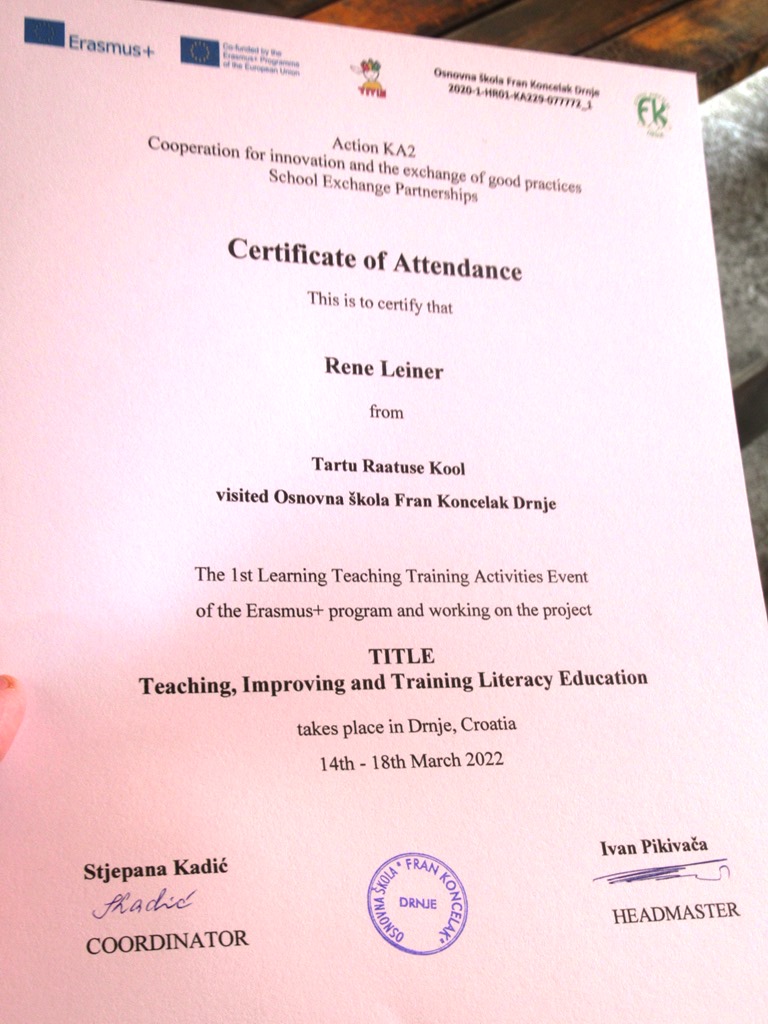 Erasmus+
Co-funded by the
Erasmus+ Programme
of the European Union
TITLE
Osnovna škola Fran Koncelak Drnje
2020-1-HR01-KA229-077772_1
FK
Action KA2
Cooperation for innovation and the exchange of good practices
School Exchange Partnerships
Certificate of Attendance
This is to certify that
Rene Leiner
from
Tartu Raatuse Kool
visited Osnovna škola Fran Koncelak Drnje
The 1st Learning Teaching Training Activities Event
of the Erasmus+ program and working on the project
TITLE
Teaching, Improving and Training Literacy Education
takes place in Drnje, Croatia
14th - 18th March 2022
Stjepana Kadić
SKadić
COORDINATOR
OSNOVNA ŠKOLA "FRAN KONCELAK"
DRNJE
Ivan Pikivača
HEADMASTER